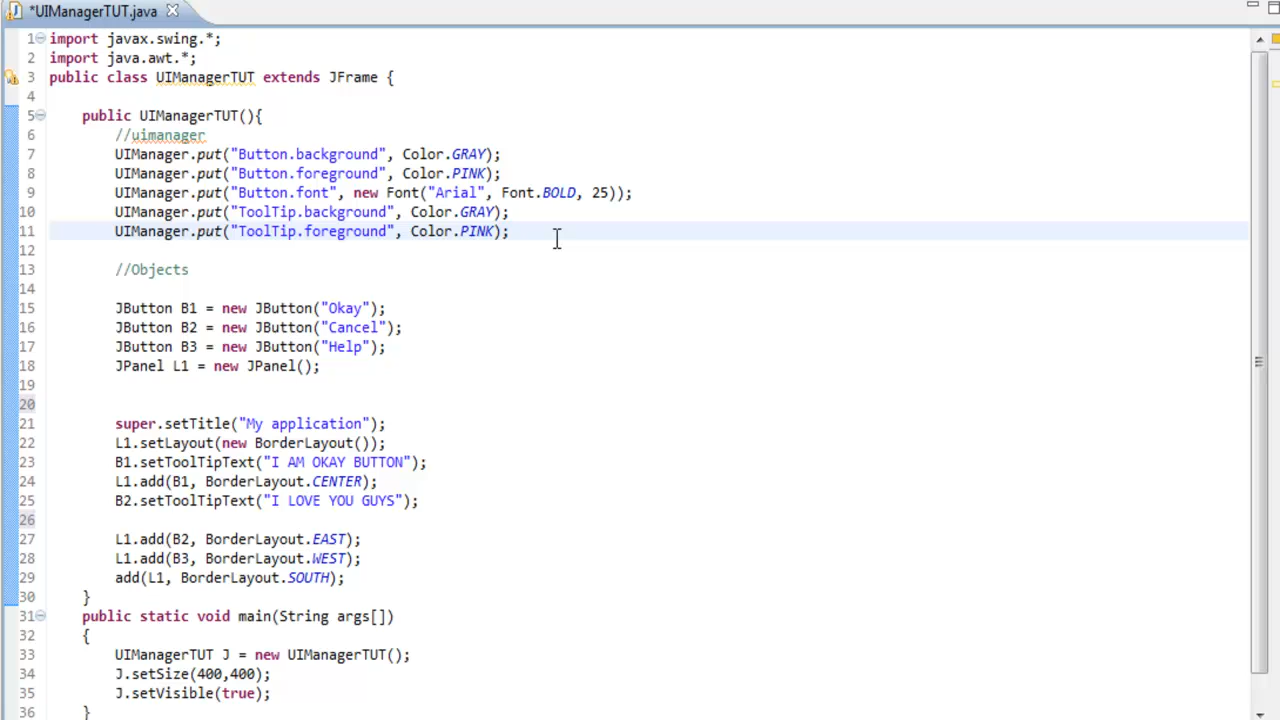 *UIManagerTUT.java
1 import javax.swing.*;
2 import java.awt.*;
3 public class UIManagerTUT extends JFrame {
4
5     public UIManagerTUT(){
6         //uimanager
7         UIManager.put("Button.background", Color.GRAY);
8         UIManager.put("Button.foreground", Color.PINK);
9         UIManager.put("Button.font", new Font("Arial", Font.BOLD, 25));
10         UIManager.put("ToolTip.background", Color.GRAY);
11         UIManager.put("ToolTip.foreground", Color.PINK);
12
13         //Objects
14
15         JButton B1 = new JButton("Okay");
16         JButton B2 = new JButton("Cancel");
17         JButton B3 = new JButton("Help");
18         JPanel L1 = new JPanel();
19
20
21         super.setTitle("My application");
22         L1.setLayout(new BorderLayout());
23         B1.setToolTipText("I AM OKAY BUTTON");
24         L1.add(B1, BorderLayout.CENTER);
25         B2.setToolTipText("I LOVE YOU GUYS");
26
27         L1.add(B2, BorderLayout.EAST);
28         L1.add(B3, BorderLayout.WEST);
29         add(L1, BorderLayout.SOUTH);
30     }
31     public static void main(String args[])
32     {
33         UIManagerTUT J = new UIManagerTUT();
34         J.setSize(400,400);
35         J.setVisible(true);
36     }